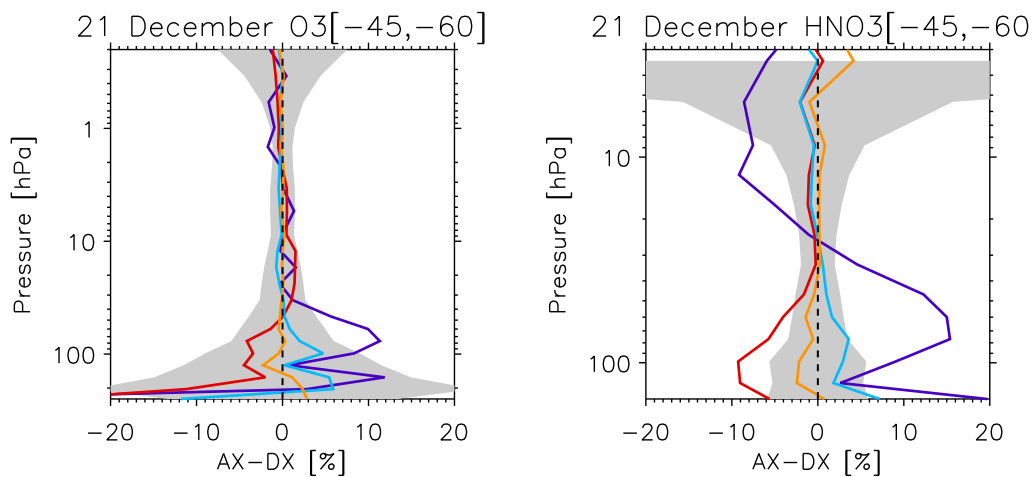 21 December O3[−45,−60]
Pressure [hPa]
1
10
100
−20 −10 0 10 20
AX−DX [%]
21 December HNO3[−45,−60
Pressure [hPa]
10
100
−20 −10 0 10 20
AX−DX [%]